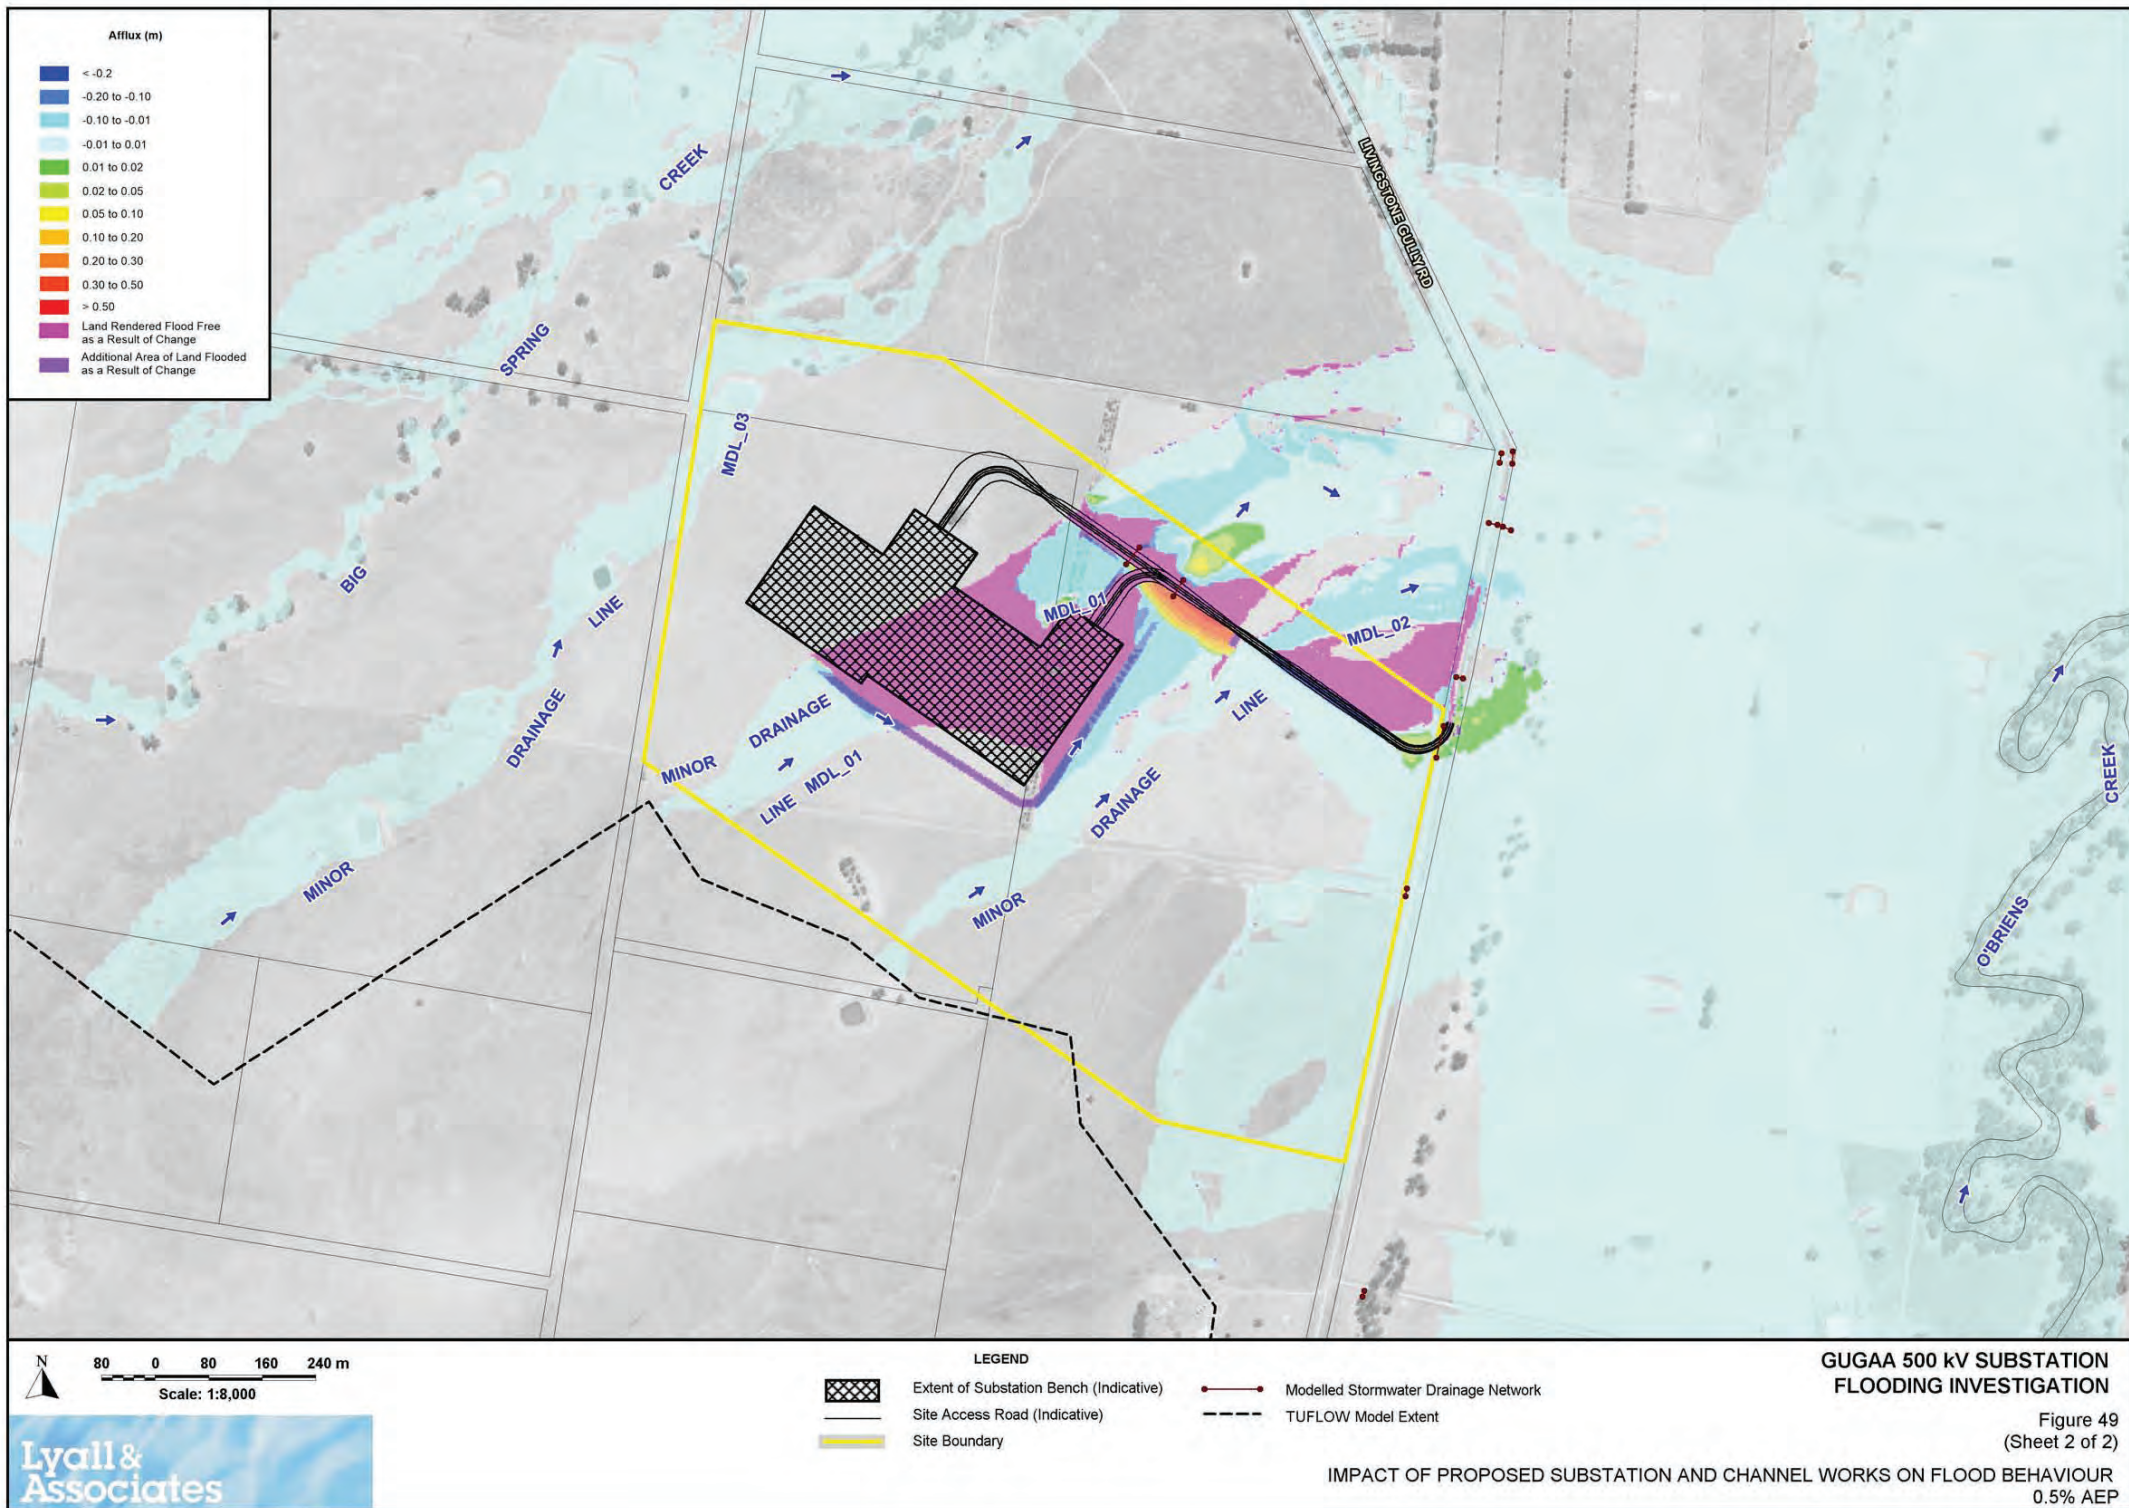 Afflux (m)
< -0.2
-0.20 to -0.10
-0.10 to -0.01
-0.01 to 0.01
0.01 to 0.02
0.02 to 0.05
0.05 to 0.10
0.10 to 0.20
0.20 to 0.30
0.30 to 0.50
> 0.50
Land Rendered Flood Free
as a Result of Change
Additional Area of Land Flooded
as a Result of Change
CREEK
SPRING
BIG
LIVINGSTONE GULLY RD
MDL_03
LINE
DRAINAGE
MINOR
MDL_01
MDL_02
MINOR
DRAINAGE
LINE MDL_01
LINE
DRAINAGE
MINOR
CREEK
O'BRIENS
N
80 0 80 160 240 m
Scale: 1:8,000
Lyall &
Associates
LEGEND
Extent of Substation Bench (Indicative)
Site Access Road (Indicative)
Site Boundary
Modelled Stormwater Drainage Network
TUFLOW Model Extent
GUGAA 500 kV SUBSTATION
FLOODING INVESTIGATION
Figure 49
(Sheet 2 of 2)
IMPACT OF PROPOSED SUBSTATION AND CHANNEL WORKS ON FLOOD BEHAVIOUR
0.5% AEP